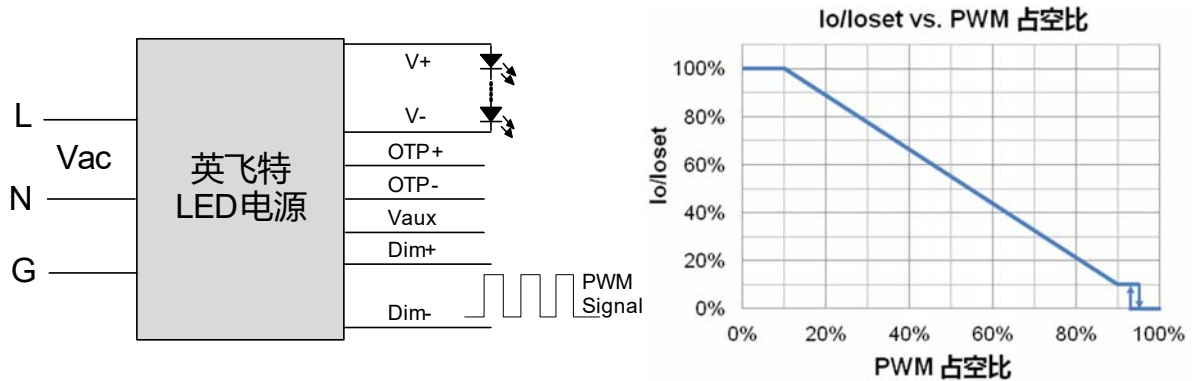 L
Vac
N
G
英飞特
LED电源
V+
V-
OTP+
OTP-
Vaux
Dim+
Dim-
PWM
Signal
Io/Ioset vs. PWM 占空比
Io/Ioset
100%
80%
60%
40%
20%
0%
0% 20% 40% 60% 80% 100%
PWM 占空比